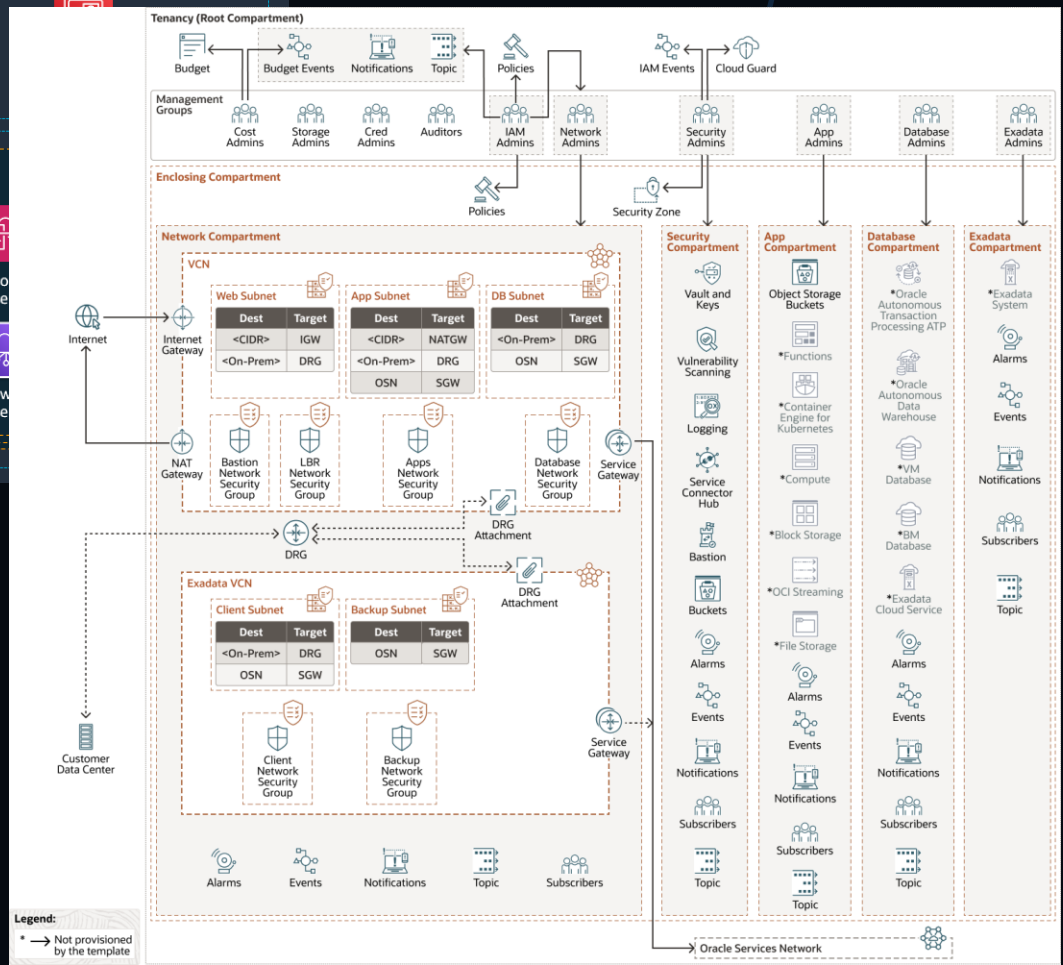 Tenancy (Root Compartment)
Budget
Budget Events
Notifications
Topic
Policies
IAM Events
Cloud Guard
Management
Groups
Cost
Admins
Storage
Admins
Cred
Admins
Auditors
IAM
Admins
Network
Admins
Security
Admins
App
Admins
Database
Admins
Exadata
Admins
Enclosing Compartment
Policies
Security Zone
Network Compartment
VCN
Web Subnet
Dest Target
<CIDR> IGW
<On-Prem> DRG
App Subnet
Dest Target
<CIDR> NATGW
<On-Prem> DRG
OSN SGW
DB Subnet
Dest Target
<On-Prem> DRG
OSN SGW
Internet
Internet
Gateway
NAT
Gateway
Bastion
Network
Security
Group
LBR
Network
Security
Group
Apps
Network
Security
Group
Database
Network
Security
Group
Service
Gateway
DRG
Attachment
DRG
DRG
Attachment
Exadata VCN
Client Subnet
Dest Target
<On-Prem> DRG
OSN SGW
Backup Subnet
Dest Target
OSN SGW
Client
Network
Security
Group
Backup
Network
Security
Group
Service
Gateway
Customer
Data Center
Alarms
Events
Notifications
Topic
Subscribers
Security
Compartment
Vault and
Keys
Vulnerability
Scanning
Logging
Service
Connector
Hub
Bastion
Buckets
Alarms
Events
Notifications
Subscribers
Topic
App
Compartment
Object Storage
Buckets
*Functions
*Container
Engine for
Kubernetes
*Compute
*Block Storage
*OCI Streaming
*File Storage
Alarms
Events
Notifications
Subscribers
Topic
Database
Compartment
*Oracle
Autonomous
Transaction
Processing ATP
*Oracle
Autonomous
Data
Warehouse
*VM
Database
*BM
Database
*Exadata
Cloud Service
Alarms
Events
Notifications
Subscribers
Topic
Exadata
Compartment
*Exadata
System
Alarms
Events
Notifications
Subscribers
Topic
Legend:
* Not provisioned
by the template
Oracle Services Network